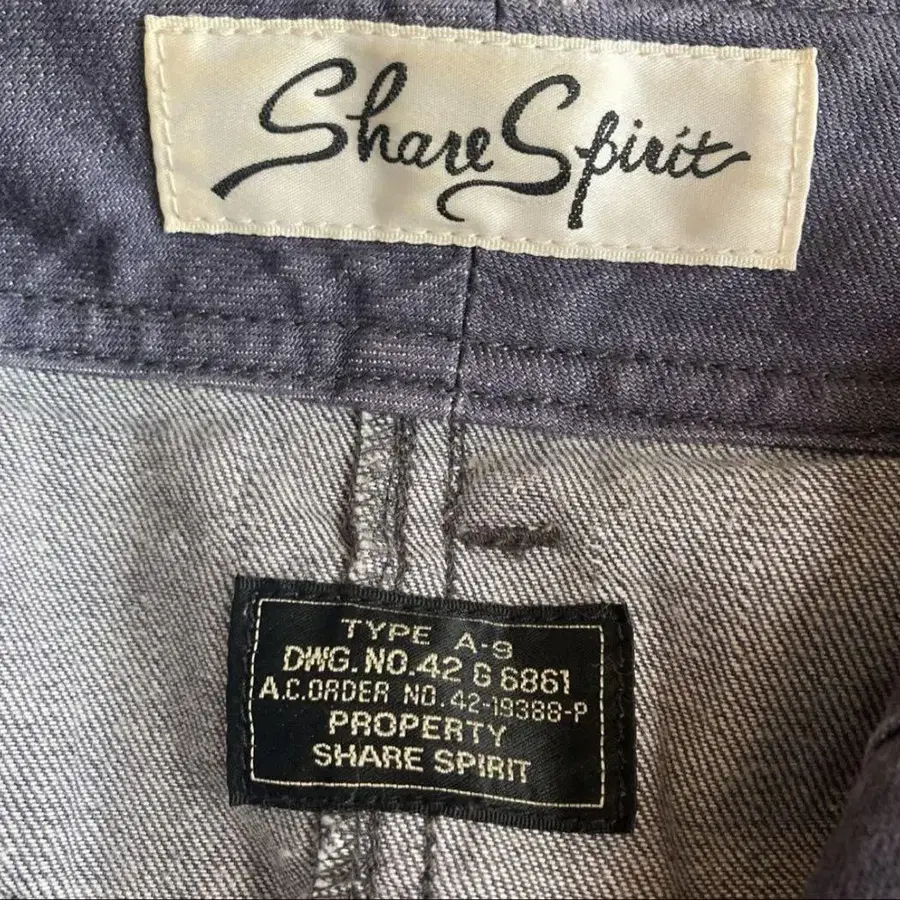 Share Spirit
TYPE A-9
DWG. NO. 42 G 6861
A.C. ORDER NO. 42-19388-P
PROPERTY
SHARE SPIRIT